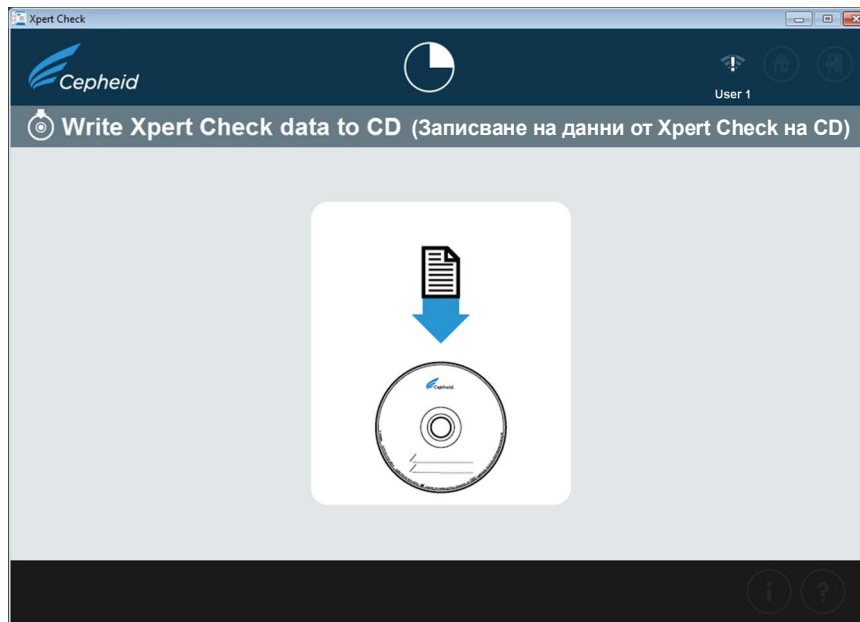 Xpert Check
Cepheid
User 1
Write Xpert Check data to CD (Записване на данни от Xpert Check на CD)
Cepheid.